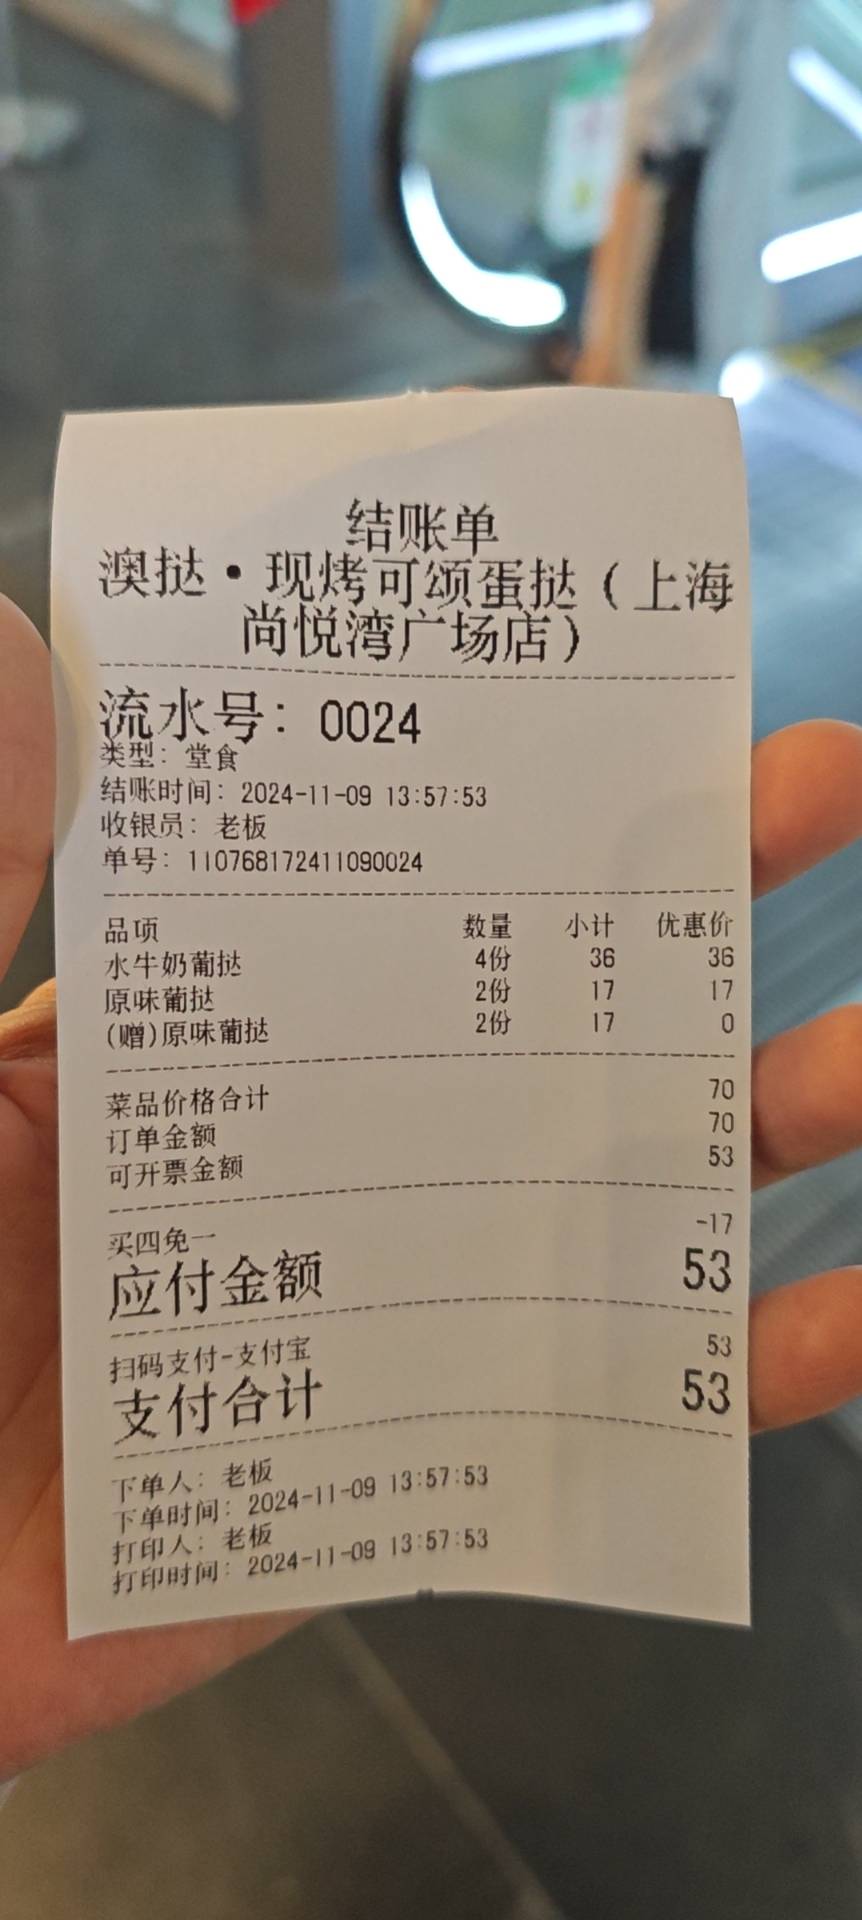 结账单
澳挞·现烤可颂蛋挞（上海
尚悦湾广场店）
流水号：0024
类型：堂食
结账时间：2024-11-09 13:57:53
收银员：老板
单号：110768172411090024
品项 数量 小计 优惠价
水牛奶葡挞 4份 36 36
原味葡挞 2份 17 17
(赠)原味葡挞 2份 17 0
菜品价格合计 70
订单金额 70
可开票金额 53
买四免一 -17
应付金额 53
扫码支付-支付宝 53
支付合计 53
下单人：老板
下单时间：2024-11-09 13:57:53
打印人：老板
打印时间：2024-11-09 13:57:53